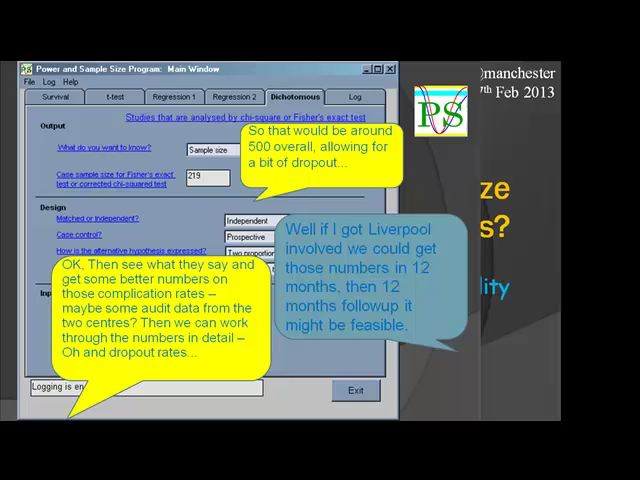 Power and Sample Size Program: Main Window
@manchester
7th Feb 2013
File Log Help
Survival t-test Regression 1 Regression 2 Dichotomous Log
PS
Studies that are analysed by chi-square or Fisher's exact test
Output
What do you want to know?
Sample size
Case sample size for Fisher's exact
test or corrected chi-squared test
219
So that would be around
500 overall, allowing for
a bit of dropout...
Design
Matched or Independent?
Independent
Case control?
Prospective
How is the alternative hypothesis expressed?
Two proportion
Well if I got Liverpool
involved we could get
those numbers in 12
months, then 12
months followup it
might be feasible.
ze
s?
lity
Inp
OK, Then see what they say and
get some better numbers on
those complication rates –
maybe some audit data from the
two centres? Then we can work
through the numbers in detail –
Oh and dropout rates...
Logging is en
Exit